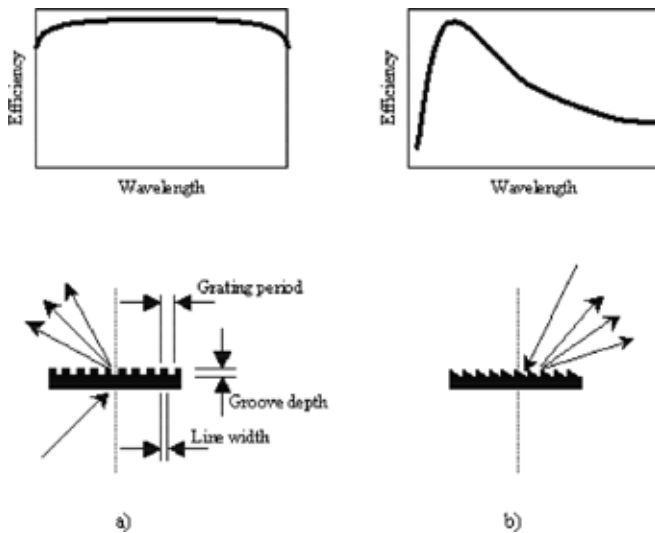 Efficiency
Wavelength
Efficiency
Wavelength
Grating period
Groove depth
Line width
a)
b)